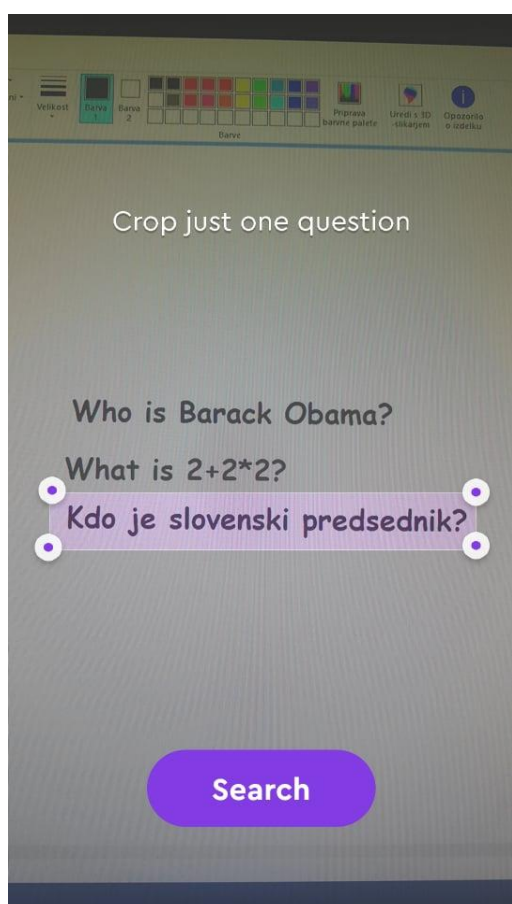 Velikost
Barva
1
Barva
2
Priprava
barvne palete
Uredi s 3D
slikarjem
Opozorilo
o izdelku
Barve
Crop just one question
Who is Barack Obama?
What is 2+2*2?
Kdo je slovenski predsednik?
Search